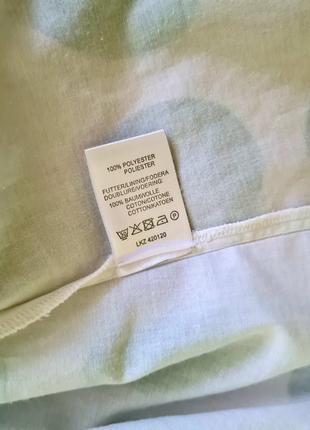 100% POLYESTER
POLIESTER
FUTTER/LINING/FODERA
DOUBLURE/VOERING:
100% BAUMWOLLE
COTON/COTONE
COTTON/KATOEN
LKZ 420120